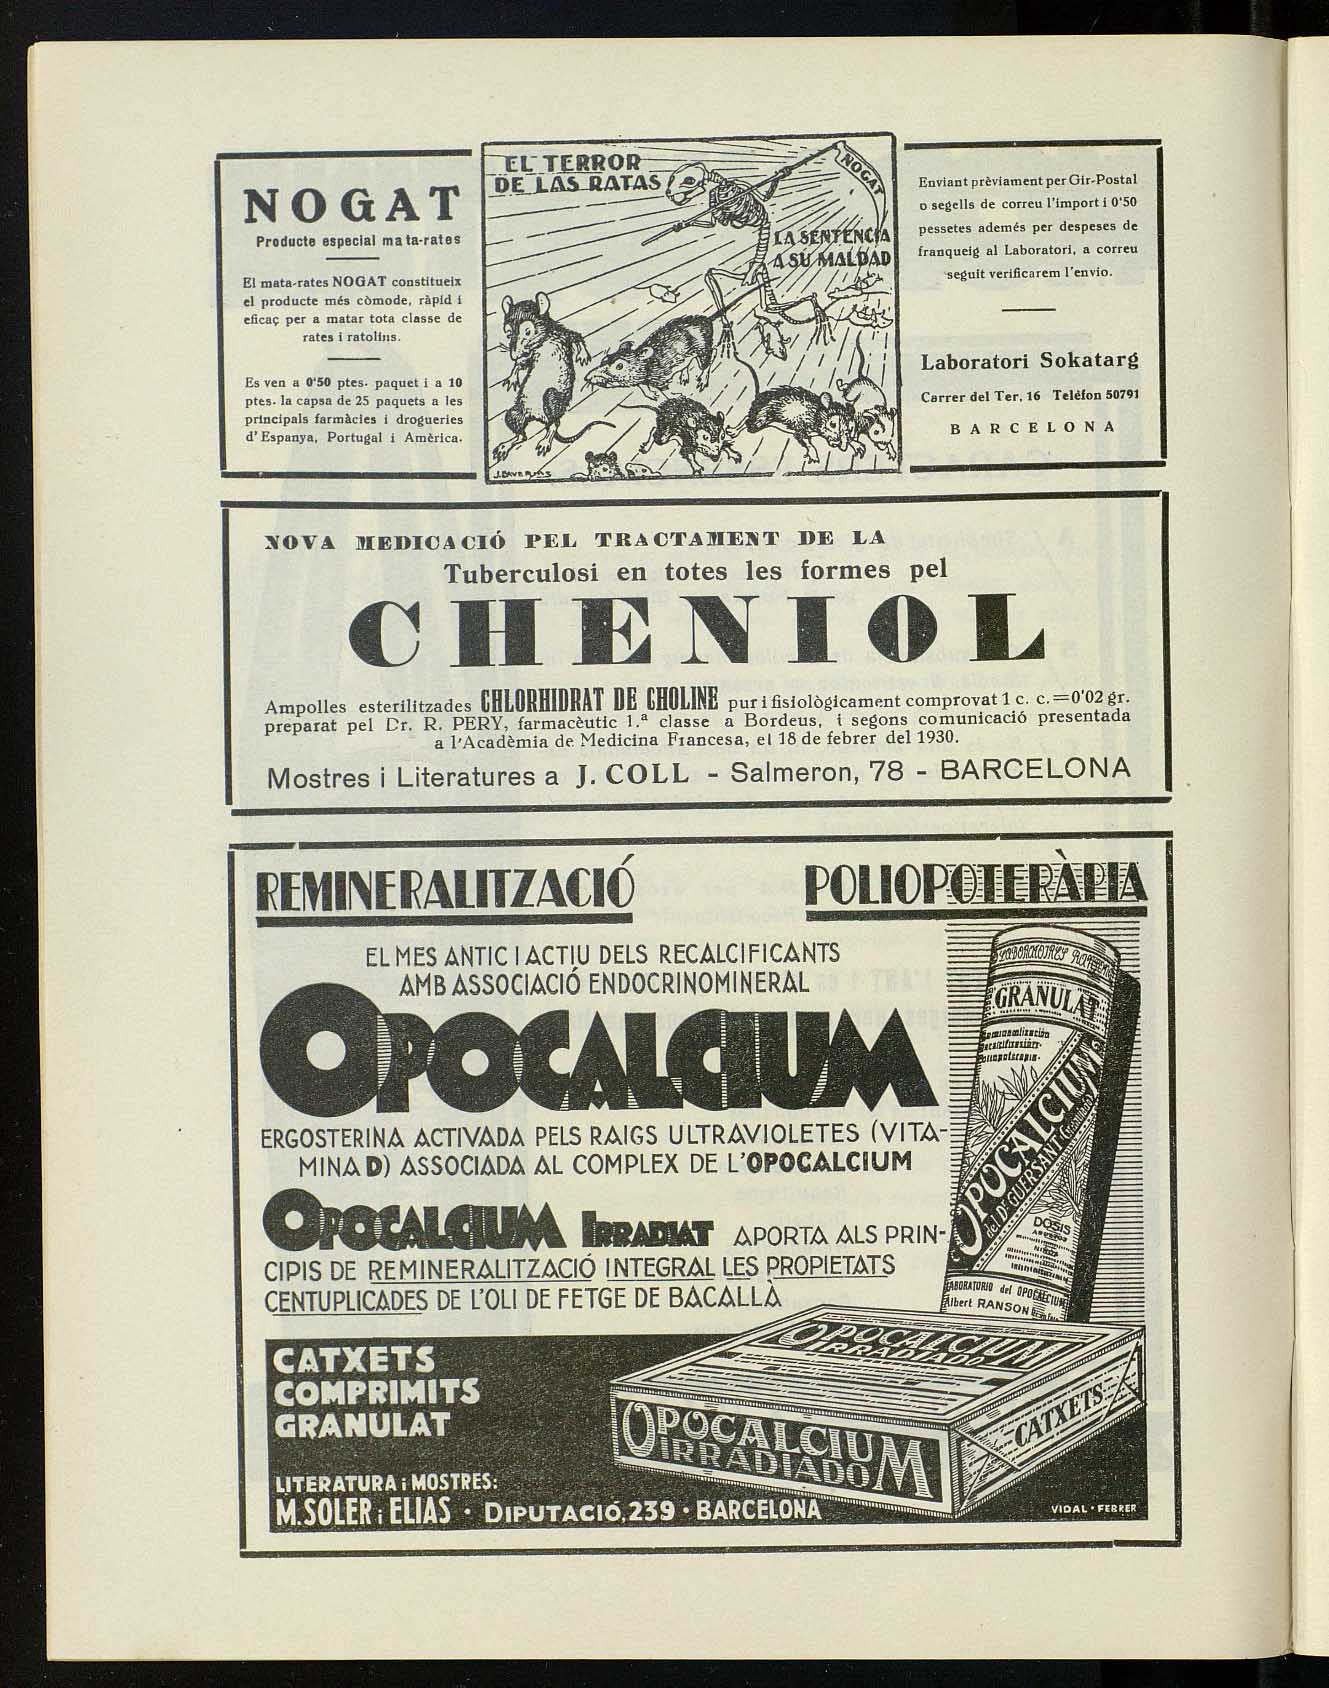 NOGAT
Producte especial mata-rates
El mata-rates NOGAT constitueix
el producte més còmode, ràpid i
eficaç per a matar tota classe de
rates i ratolins.
Es ven a 0'50 ptes. paquet i a 10
ptes. la capsa de 25 paquets a les
principals farmàcies i drogueries
d'Espanya, Portugal i Amèrica.
EL TERROR
DE LAS RATAS
NOGAT
LA SENTENCIA
A SU MALDAD
Enviant prèviament per Gir-Postal
o segells de correu l'import i 0'50
pessetes además per despeses de
franqueig al Laboratori, a correu
seguit verificarem l'envio.
Laboratori Sokatarg
Carrer del Ter, 16 Telèfon 50791
BARCELONA
NOVA MEDICACIÓ PEL TRACTAMENT DE LA
Tuberculosi en totes les formes pel
CHENIOL
Ampolles esterilitzades CHLORHIDRAT DE CHOLINE pur i fisiològicament comprovat 1 c. c.=0'02 gr.
preparat pel Dr. R. PERY, farmacèutic 1.ª classe a Bordeus, i segons comunicació presentada
a l'Acadèmia de Medicina Francesa, el 18 de febrer del 1930.
Mostres i Literatures a J. COLL - Salmeron, 78 - BARCELONA
REMINERALITZACIÓ POLIOPOTERÀPIA
EL MES ANTIC I ACTIU DELS RECALCIFICANTS
AMB ASSOCIACIÓ ENDOCRINOMINERAL
OPOCALCIUM
ERGOSTERINA ACTIVADA PELS RAIGS ULTRAVIOLETES (VITA-
MINA D) ASSOCIADA AL COMPLEX DE L'OPOCALCIUM
OPOCALCIUM IRRADIAT APORTA ALS PRIN-
CIPIS DE REMINERALITZACIÓ INTEGRAL LES PROPIETATS
CENTUPLICADES DE L'OLI DE FETGE DE BACALLÀ
GRANULAT
OPOCALCIUM
del Dr GUERSANT
DOSIS
LABORATORIO del OPOCALCIUM
Albert RANSON
CATXETS
COMPRIMITS
GRANULAT
LITERATURA i MOSTRES:
M. SOLER i ELIAS · DIPUTACIÓ, 239 · BARCELONA
OPOCALCIUM
IRRADIADO
OPOCALCIUM
IRRADIADO
CATXETS
VIDAL · FERRER